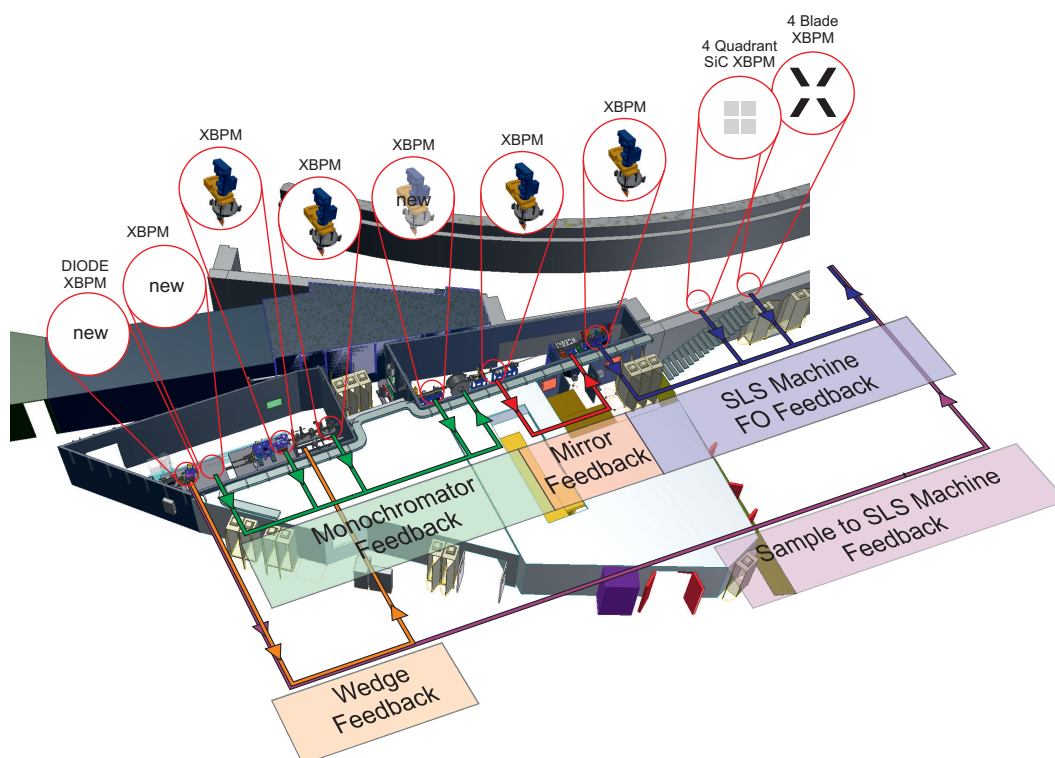 4 Blade
XBPM
4 Quadrant
SiC XBPM
XBPM
XBPM
XBPM
XBPM
XBPM
new
XBPM
new
DIODE
XBPM
new
SLS Machine
FO Feedback
Mirror
Feedback
Monochromator
Feedback
Sample to SLS Machine
Feedback
Wedge
Feedback